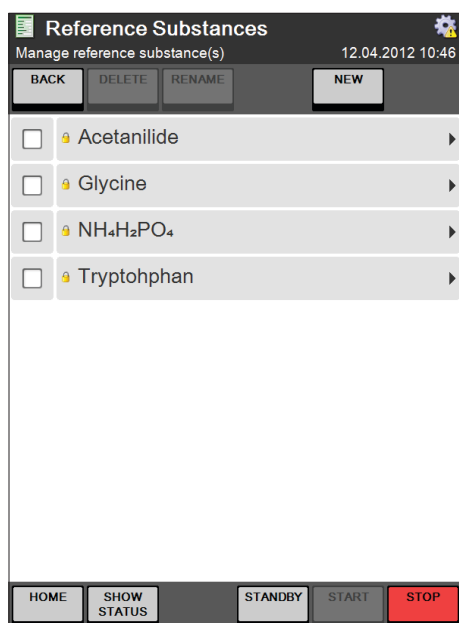 Reference Substances
Manage reference substance(s) 12.04.2012 10:46
BACK DELETE RENAME NEW
Acetanilide
Glycine
NH₄H₂PO₄
Tryptohphan
HOME SHOW STATUS STANDBY START STOP